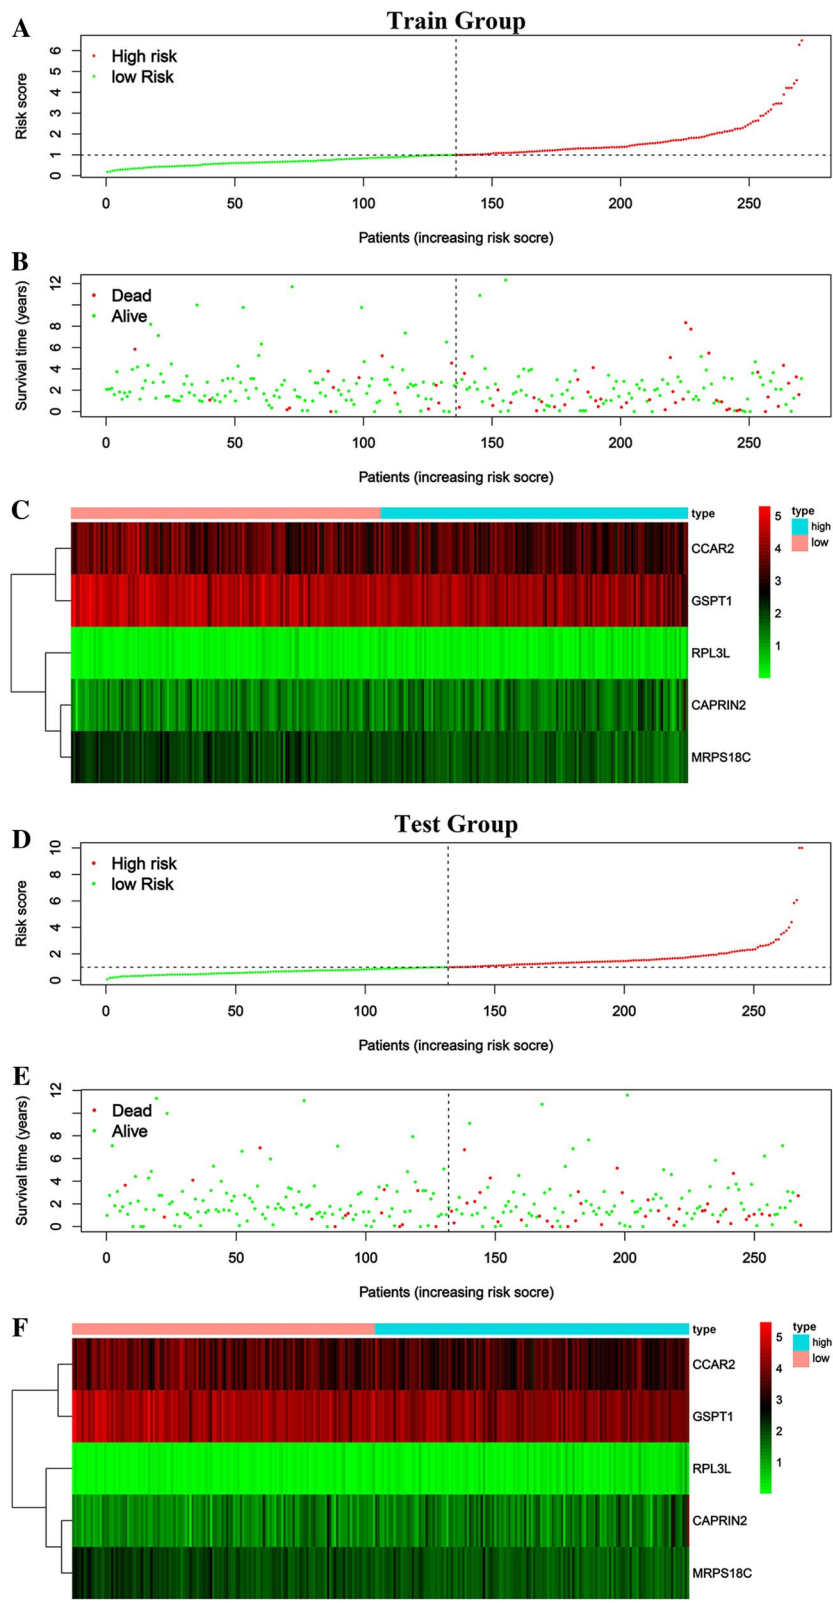 A
Train Group
Risk score
6
5
4
3
2
1
0
High risk
low Risk
0 50 100 150 200 250
Patients (increasing risk socre)
B
Survival time (years)
12
8
6
4
2
0
Dead
Alive
0 50 100 150 200 250
Patients (increasing risk socre)
C
type
CCAR2
GSPT1
RPL3L
CAPRIN2
MRPS18C
5
4
3
2
1
type
high
low
D
Test Group
Risk score
10
8
6
4
2
0
High risk
low Risk
0 50 100 150 200 250
Patients (increasing risk socre)
E
Survival time (years)
12
8
6
4
2
0
Dead
Alive
0 50 100 150 200 250
Patients (increasing risk socre)
F
type
CCAR2
GSPT1
RPL3L
CAPRIN2
MRPS18C
5
4
3
2
1
type
high
low